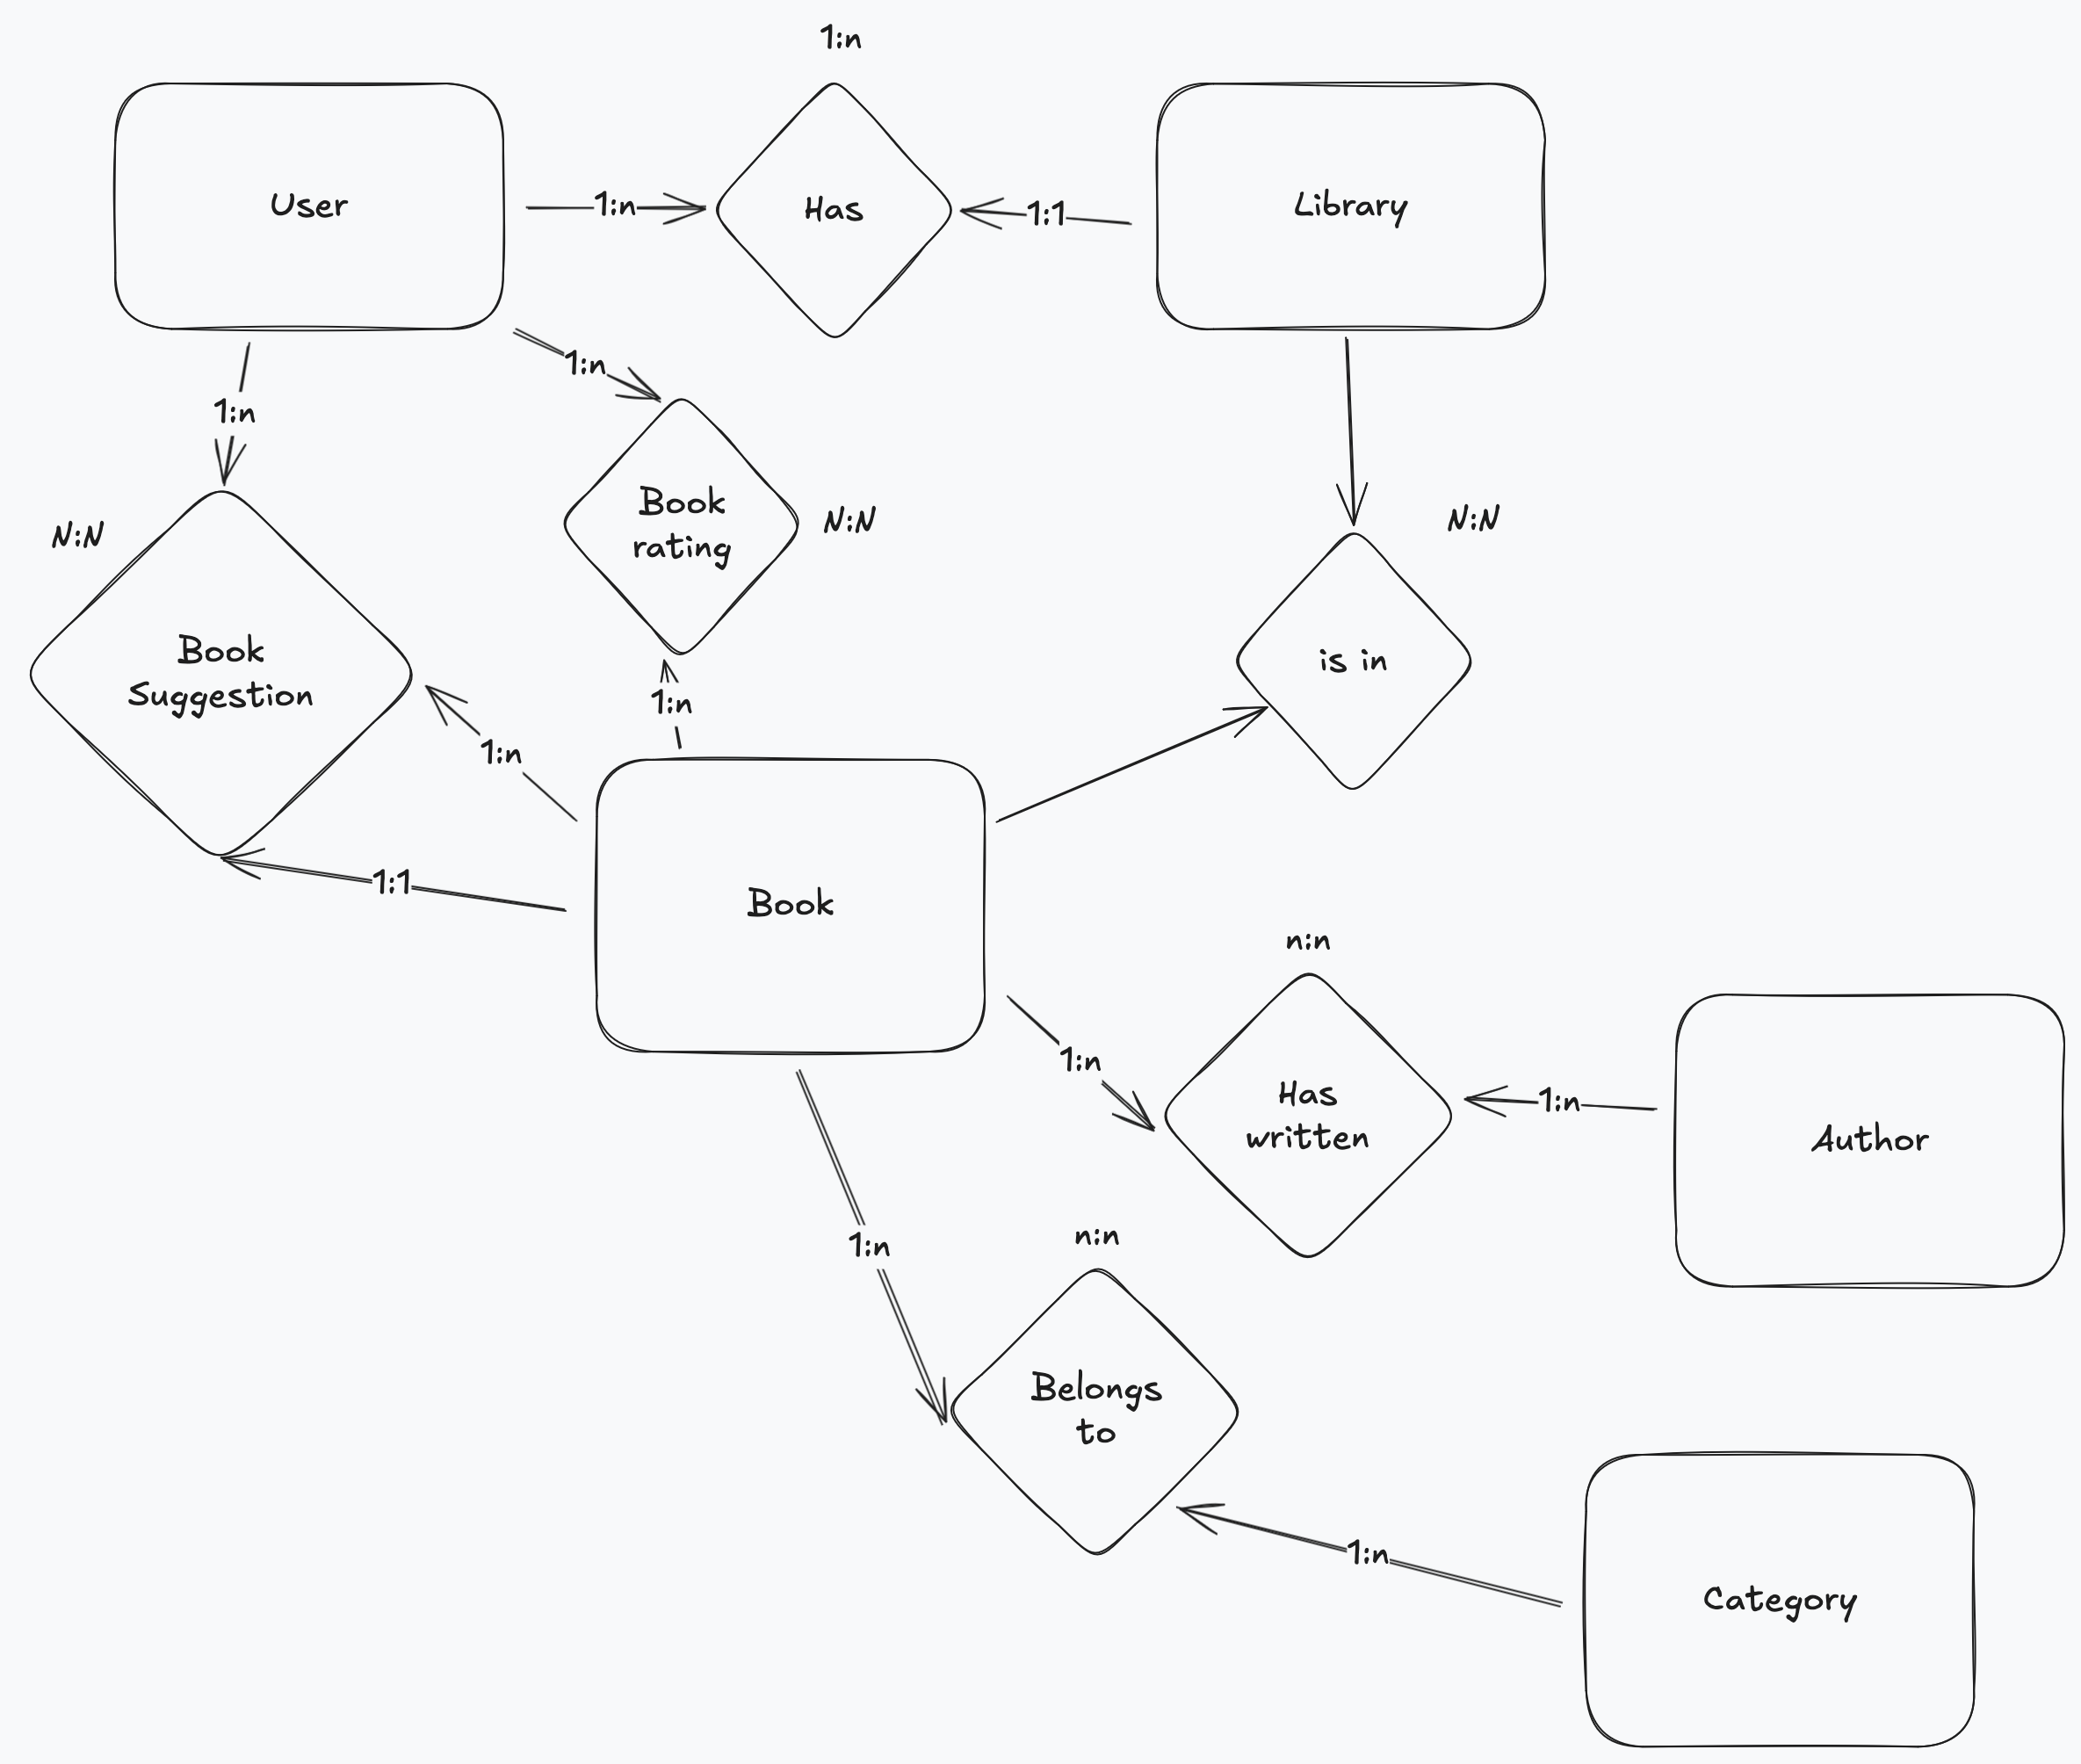 1:n
User
1:n
Has
1:1
Library
1:n
1:n
N:N
Book
rating
N:N
N:N
Book
Suggestion
is in
1:n
1:n
1:1
Book
n:n
1:n
Has
written
1:n
Author
1:n
n:n
Belongs
to
1:n
Category